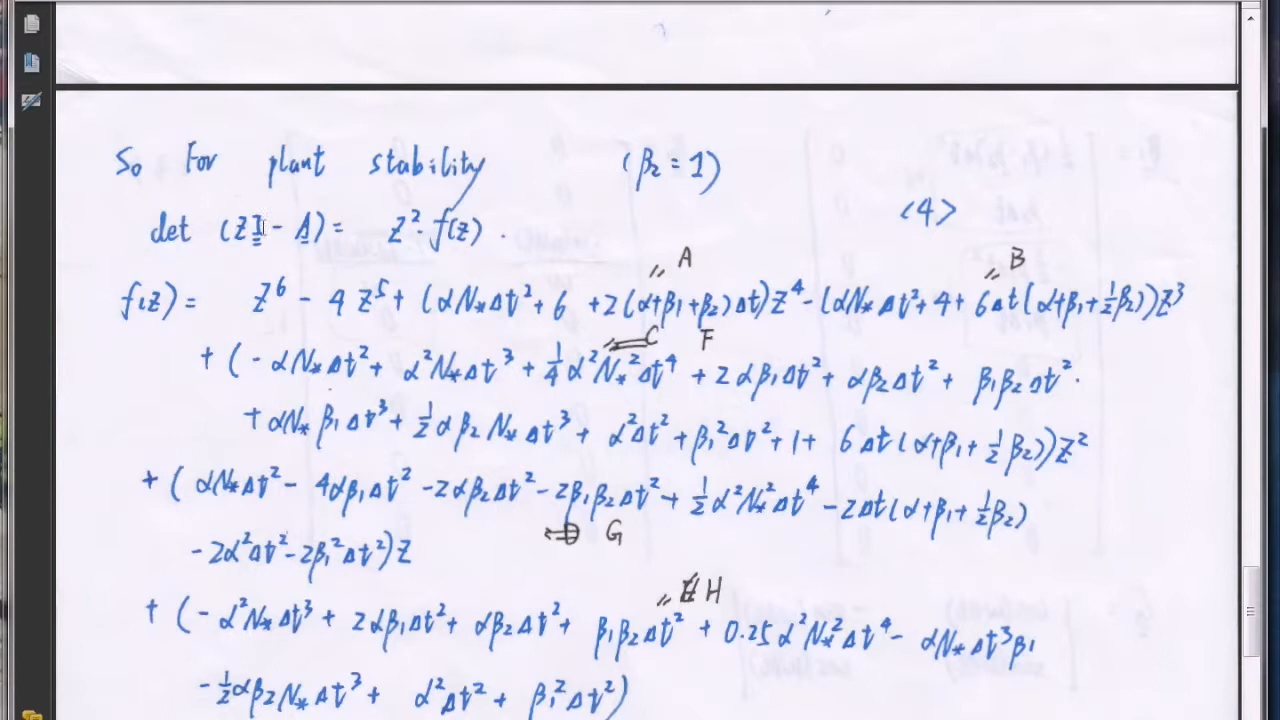 So For plant stability (β₂ = 1)
det (ZI - A) = Z² f(z) . <4>
A B
f(z) = Z⁶ - 4 Z⁵ + (αN*Δt² + 6 + 2(α+β₁+β₂)Δt)Z⁴ - (αN*Δt² + 4 + 6Δt(α+β₁+½β₂))Z³
C F
+ ( - αN*Δt² + α²N*Δt³ + ¼α²N*²Δt⁴ + 2αβ₁Δt² + αβ₂Δt² + β₁β₂Δt²
+ αN*β₁Δt³ + ½αβ₂N*Δt³ + α²Δt² + β₁²Δt² + 1 + 6Δt(α+β₁+½β₂))Z²
+ ( αN*Δt² - 4αβ₁Δt² - 2αβ₂Δt² - 2β₁β₂Δt² + ½α²N*²Δt⁴ - 2Δt(α+β₁+½β₂)
G
- 2α²Δt² - 2β₁²Δt²)Z
H
+ ( - α²N*Δt³ + 2αβ₁Δt² + αβ₂Δt² + β₁β₂Δt² + 0.25α²N*²Δt⁴ - αN*Δt³β₁
- ½αβ₂N*Δt³ + α²Δt² + β₁²Δt²)